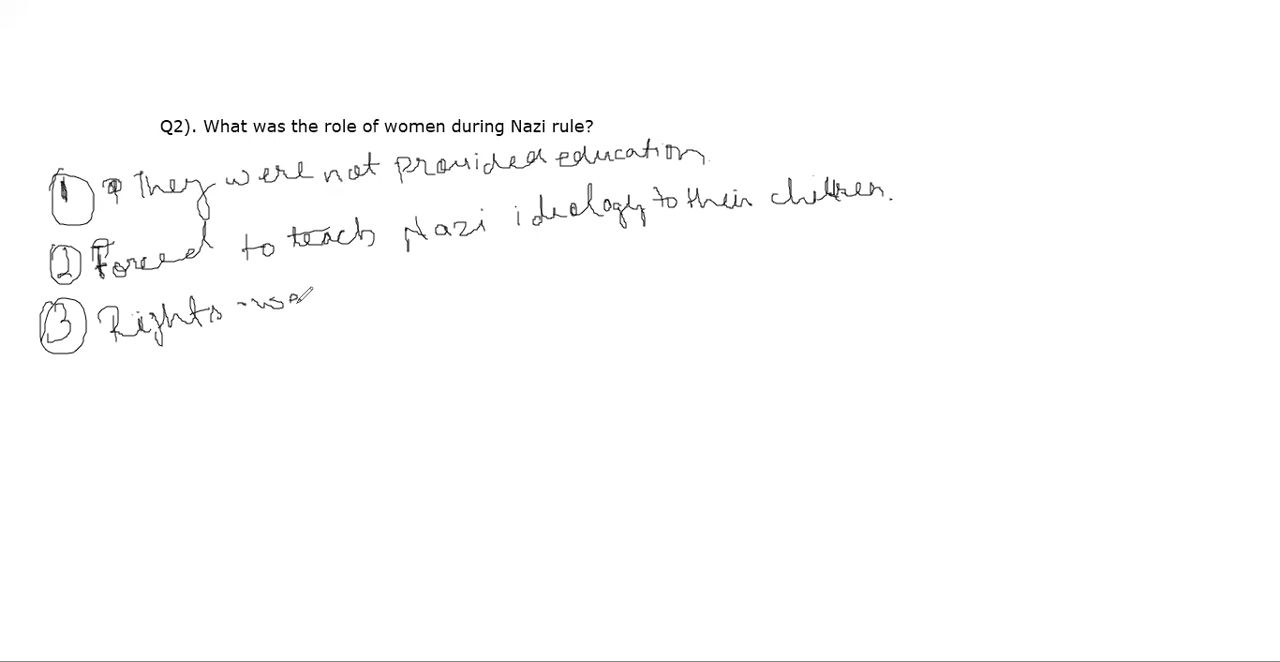 Q2). What was the role of women during Nazi rule?
① They were not provided education.
② Forced to teach Nazi ideology to their children.
③ Rights